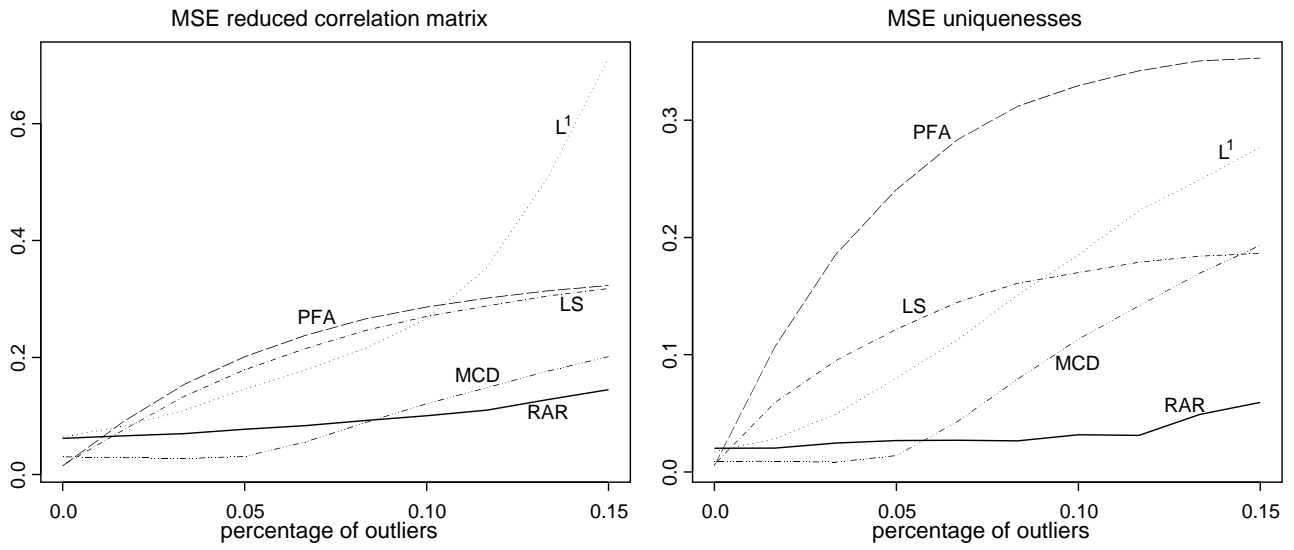 MSE reduced correlation matrix
0.6
0.4
0.2
0.0
L1
PFA
LS
MCD
RAR
0.0 0.05 0.10 0.15
percentage of outliers
MSE uniquenesses
0.3
0.2
0.1
0.0
PFA
L1
LS
MCD
RAR
0.0 0.05 0.10 0.15
percentage of outliers